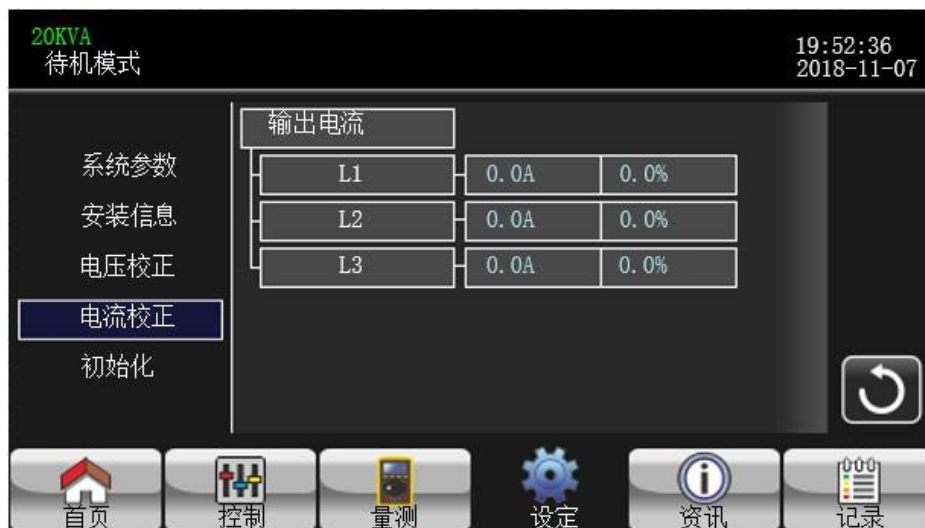 20KVA
待机模式
19:52:36
2018-11-07
系统参数
安装信息
电压校正
电流校正
初始化
输出电流
L1 0.0A 0.0%
L2 0.0A 0.0%
L3 0.0A 0.0%
首页 控制 量测 设定 资讯 记录